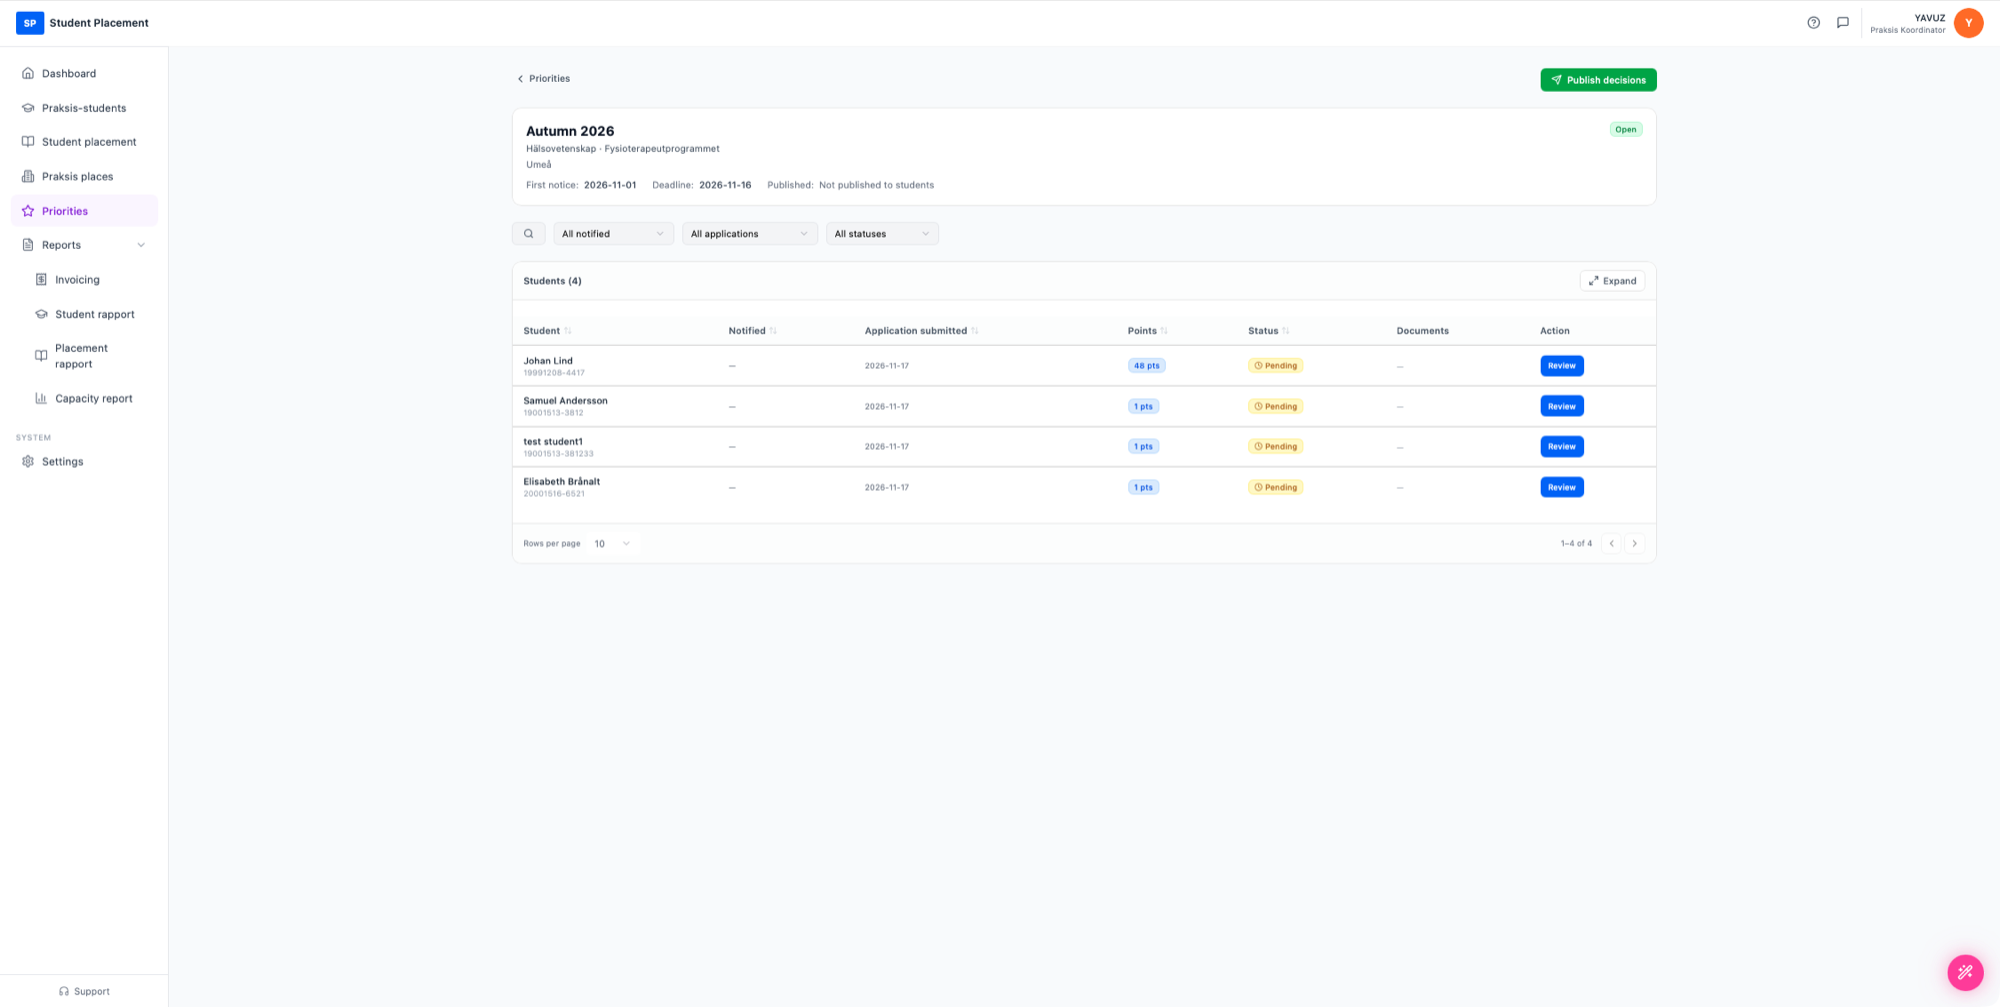 SP Student Placement
YAVUZ
Praksis Koordinator
Y
Dashboard
Praksis-students
Student placement
Praksis places
Priorities
Reports
Invoicing
Student rapport
Placement
rapport
Capacity report
SYSTEM
Settings
Support
Priorities
Publish decisions
Autumn 2026
Open
Hälsovetenskap · Fysioterapeutprogrammet
Umeå
First notice: 2026-11-01 Deadline: 2026-11-16 Published: Not published to students
All notified All applications All statuses
Students (4)
Expand
Student Notified Application submitted Points Status Documents Action
Johan Lind
19991208-4417
— 2026-11-17 48 pts Pending — Review
Samuel Andersson
19001513-3812
— 2026-11-17 1 pts Pending — Review
test student1
19001513-381233
— 2026-11-17 1 pts Pending — Review
Elisabeth Brånalt
20001516-6521
— 2026-11-17 1 pts Pending — Review
Rows per page 10
1–4 of 4